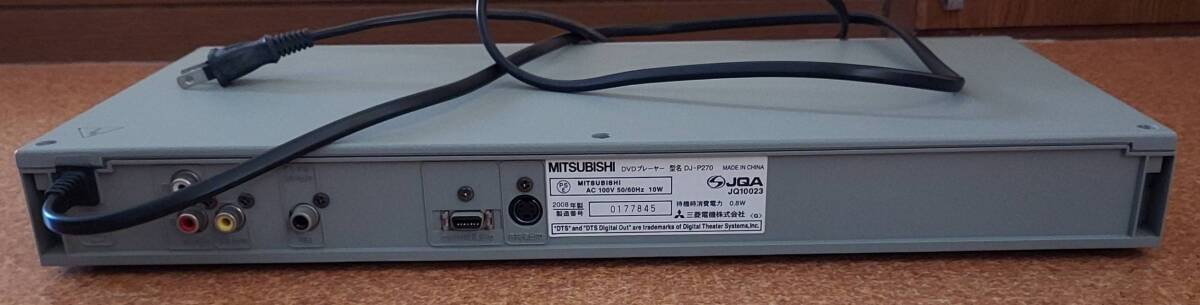 MITSUBISHI DVDプレーヤー 型名 DJ-P270 MADE IN CHINA
MITSUBISHI
AC 100V 50/60Hz 10W
JQA
JQ10023
2008年製
製造番号 0177845
待機時消費電力 0.8W
三菱電機株式会社 〈G〉
"DTS" and "DTS Digital Out" are trademarks of Digital Theater Systems,Inc.